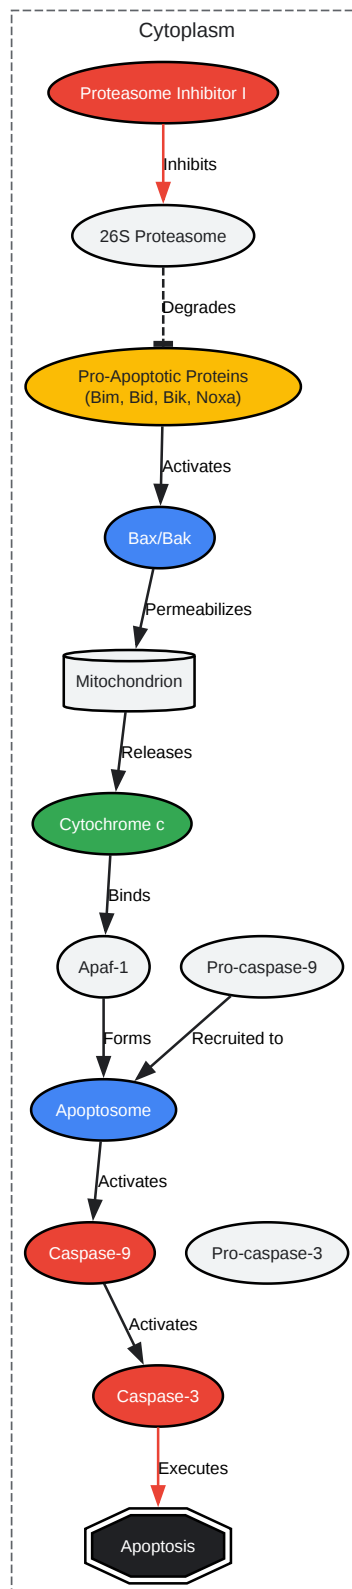 Cytoplasm
Proteasome Inhibitor I
Inhibits
26S Proteasome
Degrades
Pro-Apoptotic Proteins
(Bim, Bid, Bik, Noxa)
Activates
Bax/Bak
Permeabilizes
Mitochondrion
Releases
Cytochrome c
Binds
Apaf-1
Pro-caspase-9
Forms
Recruited to
Apoptosome
Activates
Caspase-9
Pro-caspase-3
Activates
Caspase-3
Executes
Apoptosis